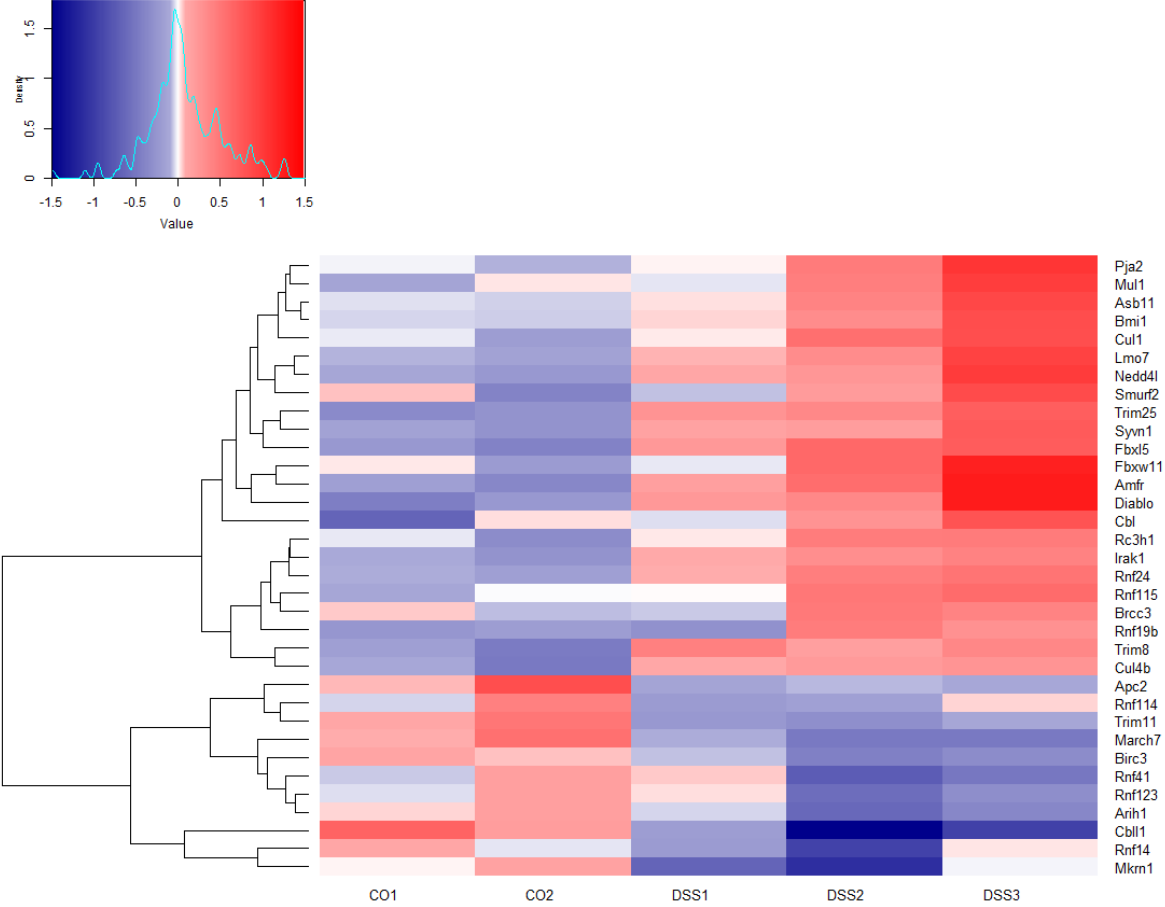 Density
0 0.5 1 1.5
-1.5 -1 -0.5 0 0.5 1 1.5
Value
Pja2
Mul1
Asb11
Bmi1
Cul1
Lmo7
Nedd4l
Smurf2
Trim25
Syvn1
Fbxl5
Fbxw11
Amfr
Diablo
Cbl
Rc3h1
Irak1
Rnf24
Rnf115
Brcc3
Rnf19b
Trim8
Cul4b
Apc2
Rnf114
Trim11
March7
Birc3
Rnf41
Rnf123
Arih1
Cbll1
Rnf14
Mkrn1
CO1 CO2 DSS1 DSS2 DSS3